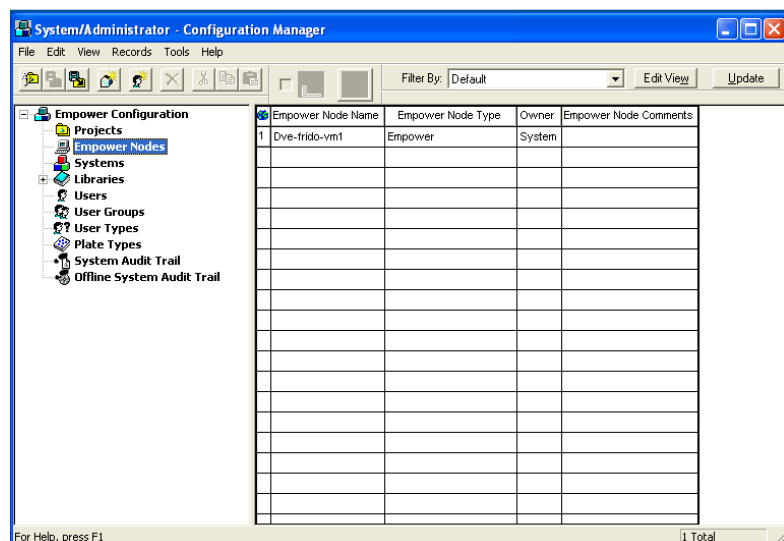 System/Administrator - Configuration Manager
File Edit View Records Tools Help
Filter By: Default Edit View Update
Empower Configuration
Projects
Empower Nodes
Systems
Libraries
Users
User Groups
User Types
Plate Types
System Audit Trail
Offline System Audit Trail
Empower Node Name Empower Node Type Owner Empower Node Comments
1 Dve-frido-vm1 Empower System
For Help, press F1 1 Total